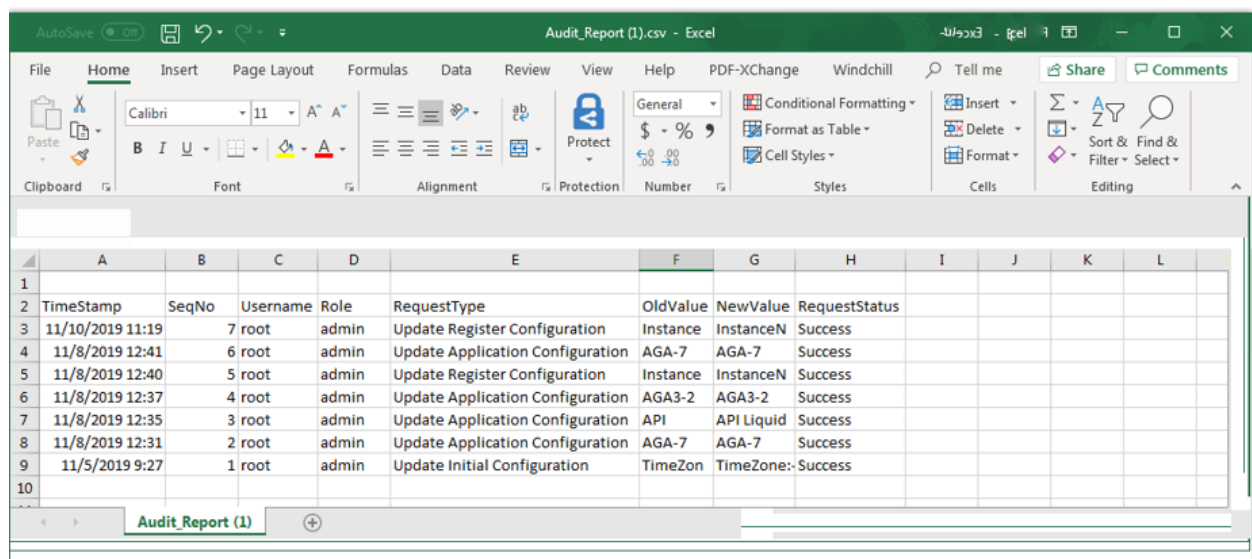 AutoSave Off Audit_Report (1).csv - Excel
File Home Insert Page Layout Formulas Data Review View Help PDF-XChange Windchill Tell me Share Comments
Paste Calibri 11 A A ab General Conditional Formatting Insert Σ A Z
B I U A Protect $ % Format as Table Delete Sort & Find &
Cell Styles Format Filter Select
Clipboard Font Alignment Protection Number Styles Cells Editing
A B C D E F G H I J K L
1
2 TimeStamp SeqNo Username Role RequestType OldValue NewValue RequestStatus
3 11/10/2019 11:19 7 root admin Update Register Configuration Instance InstanceN Success
4 11/8/2019 12:41 6 root admin Update Application Configuration AGA-7 AGA-7 Success
5 11/8/2019 12:40 5 root admin Update Register Configuration Instance InstanceN Success
6 11/8/2019 12:37 4 root admin Update Application Configuration AGA3-2 AGA3-2 Success
7 11/8/2019 12:35 3 root admin Update Application Configuration API API Liquid Success
8 11/8/2019 12:31 2 root admin Update Application Configuration AGA-7 AGA-7 Success
9 11/5/2019 9:27 1 root admin Update Initial Configuration TimeZon TimeZone:- Success
10
Audit_Report (1)